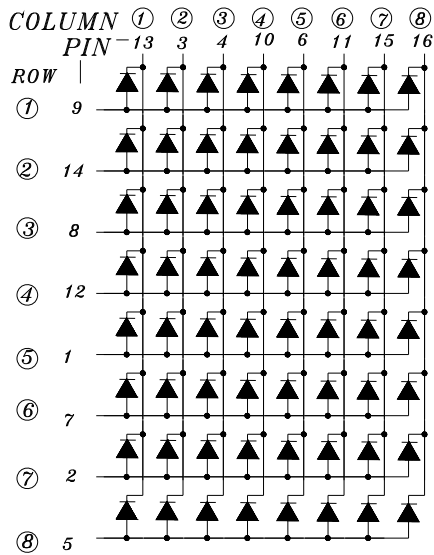 COLUMN ① ② ③ ④ ⑤ ⑥ ⑦ ⑧
PIN 13 3 4 10 6 11 15 16
ROW
① 9
② 14
③ 8
④ 12
⑤ 1
⑥ 7
⑦ 2
⑧ 5